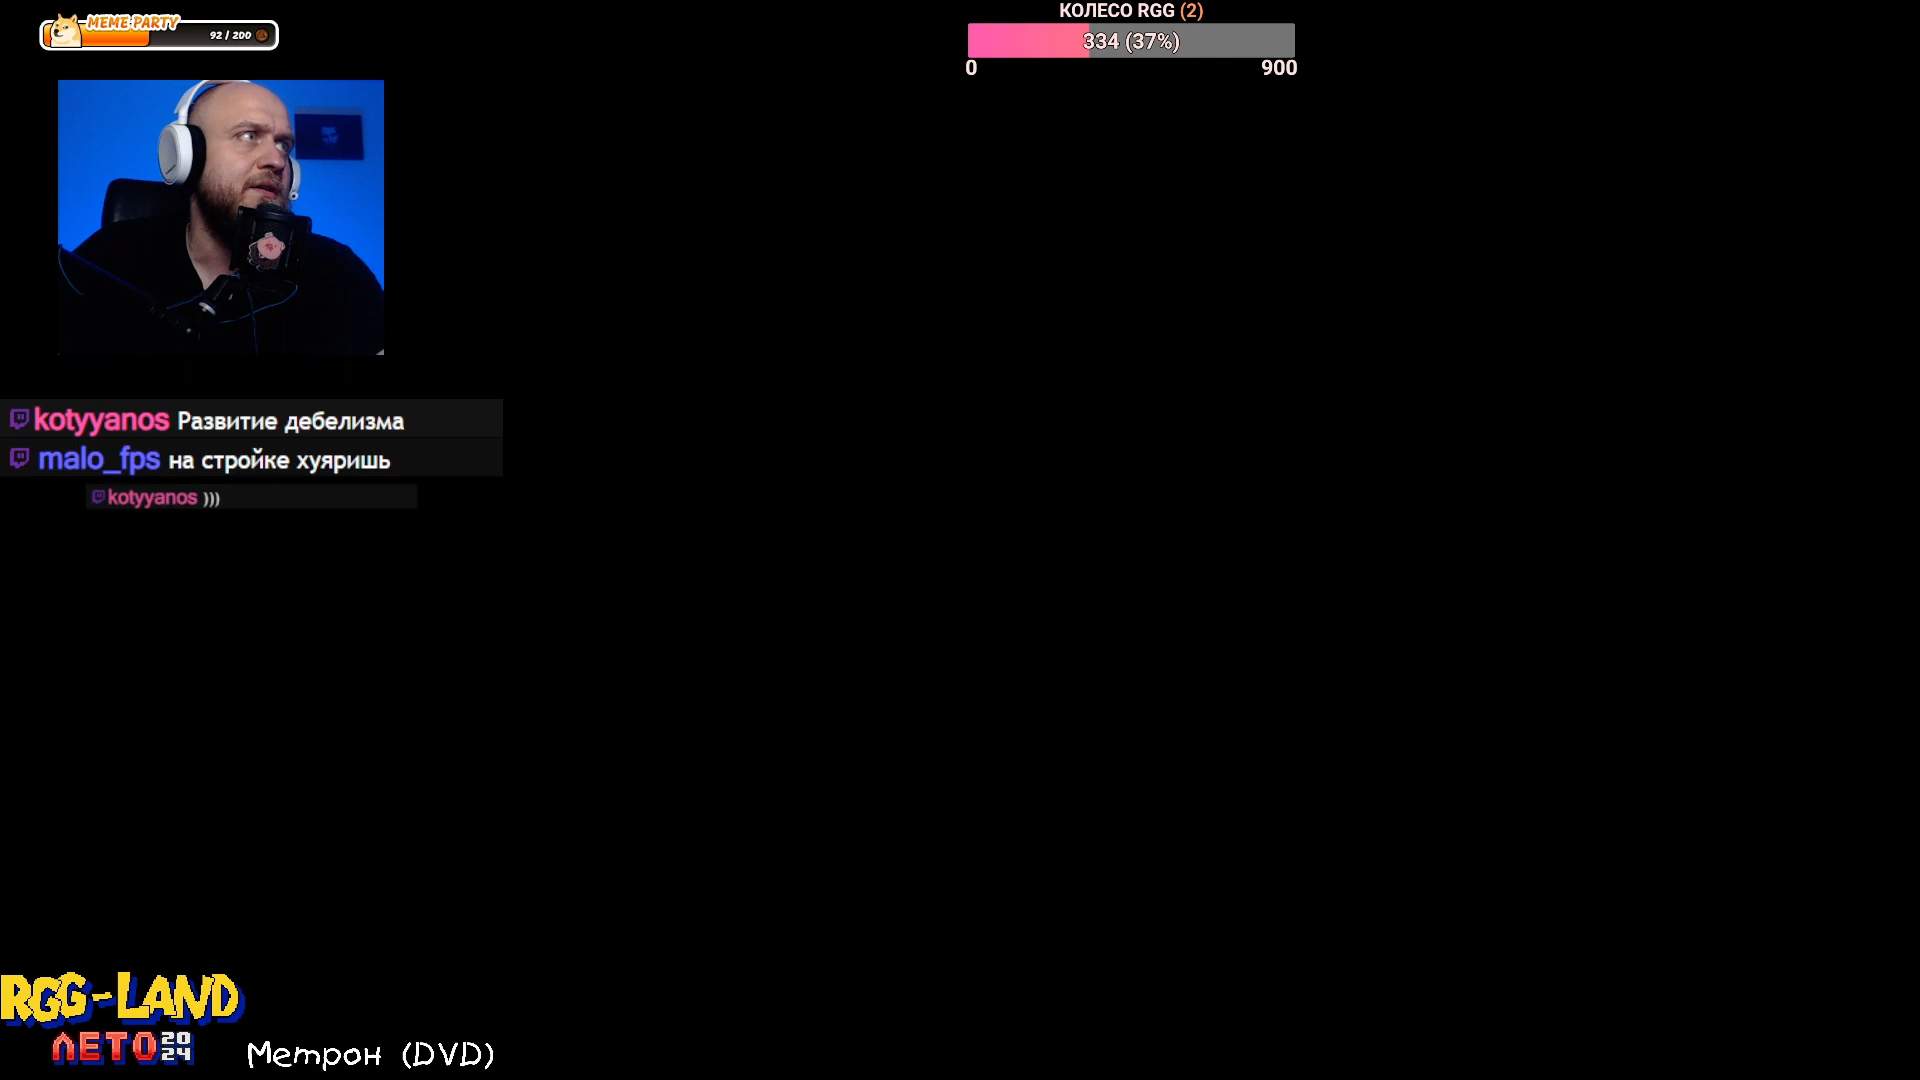 MEME PARTY
92 / 200
КОЛЕСО RGG (2)
334 (37%)
0 900
kotyyanos Развитие дебелизма
malo_fps на стройке хуяришь
kotyyanos )))
RGG-LAND
ЛЕТО 2024
Метрон (DVD)